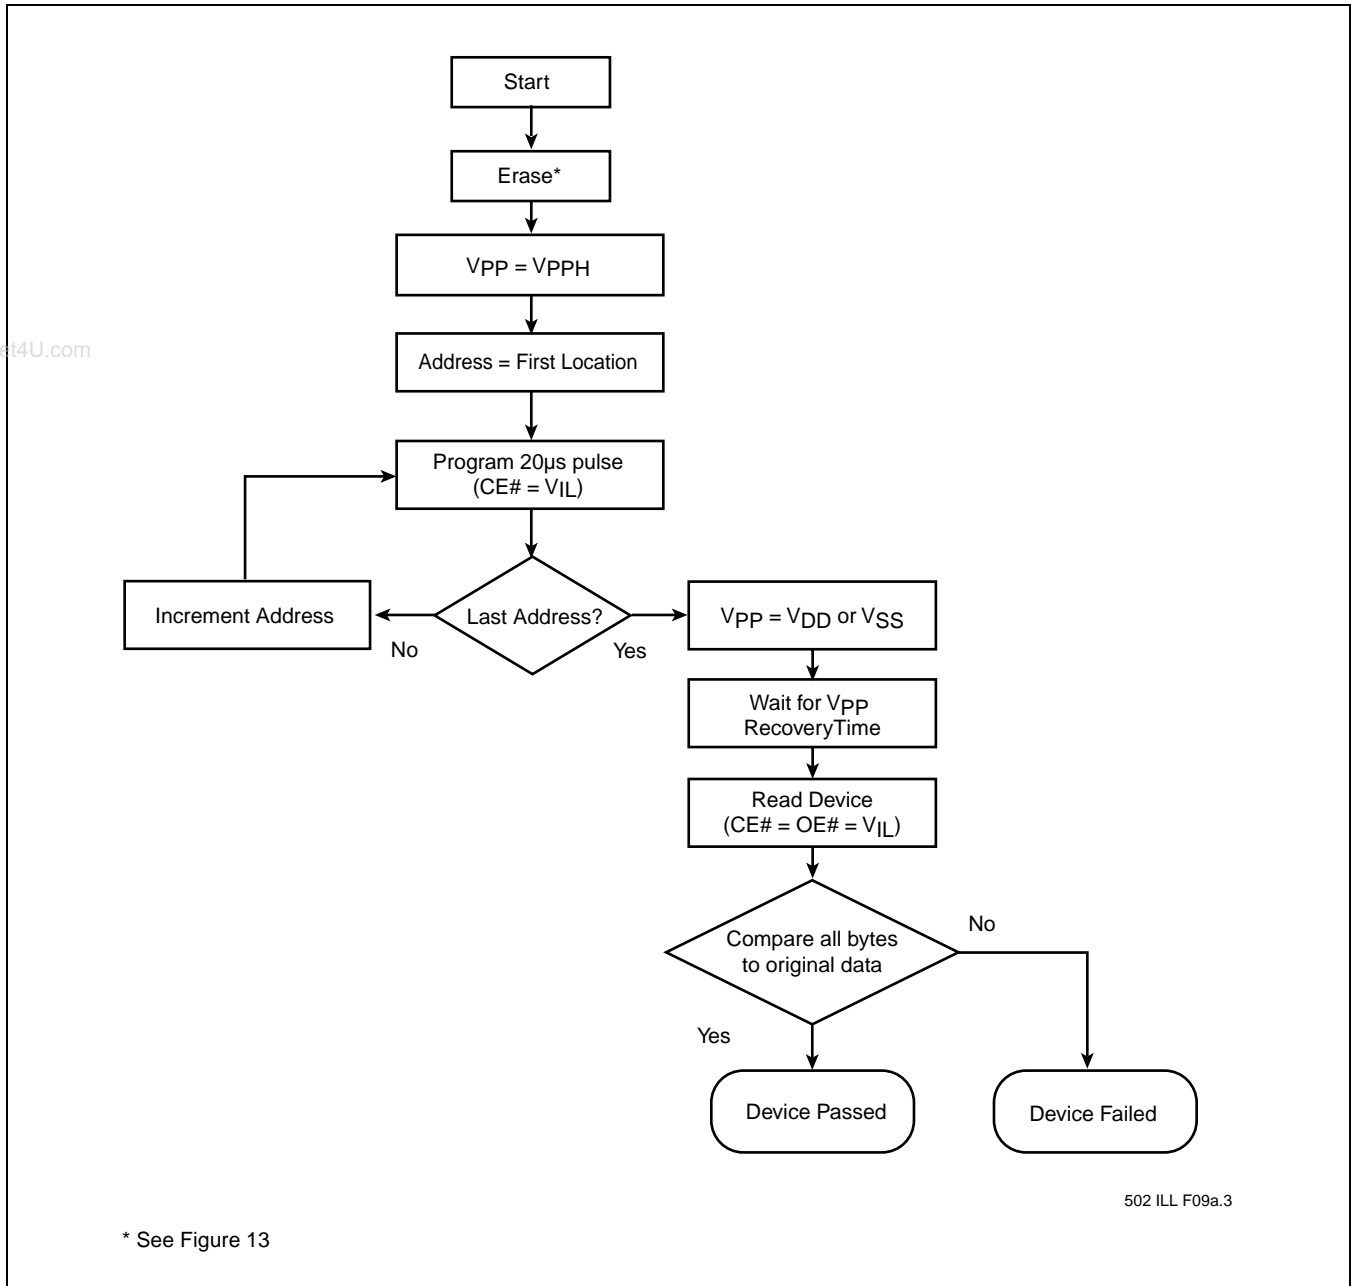 Start
Erase*
VPP = VPPH
et4U.com
Address = First Location
Program 20µs pulse
(CE# = VIL)
Increment Address
Last Address?
VPP = VDD or VSS
No
Yes
Wait for VPP
RecoveryTime
Read Device
(CE# = OE# = VIL)
Compare all bytes
to original data
No
Yes
Device Passed
Device Failed
502 ILL F09a.3
* See Figure 13